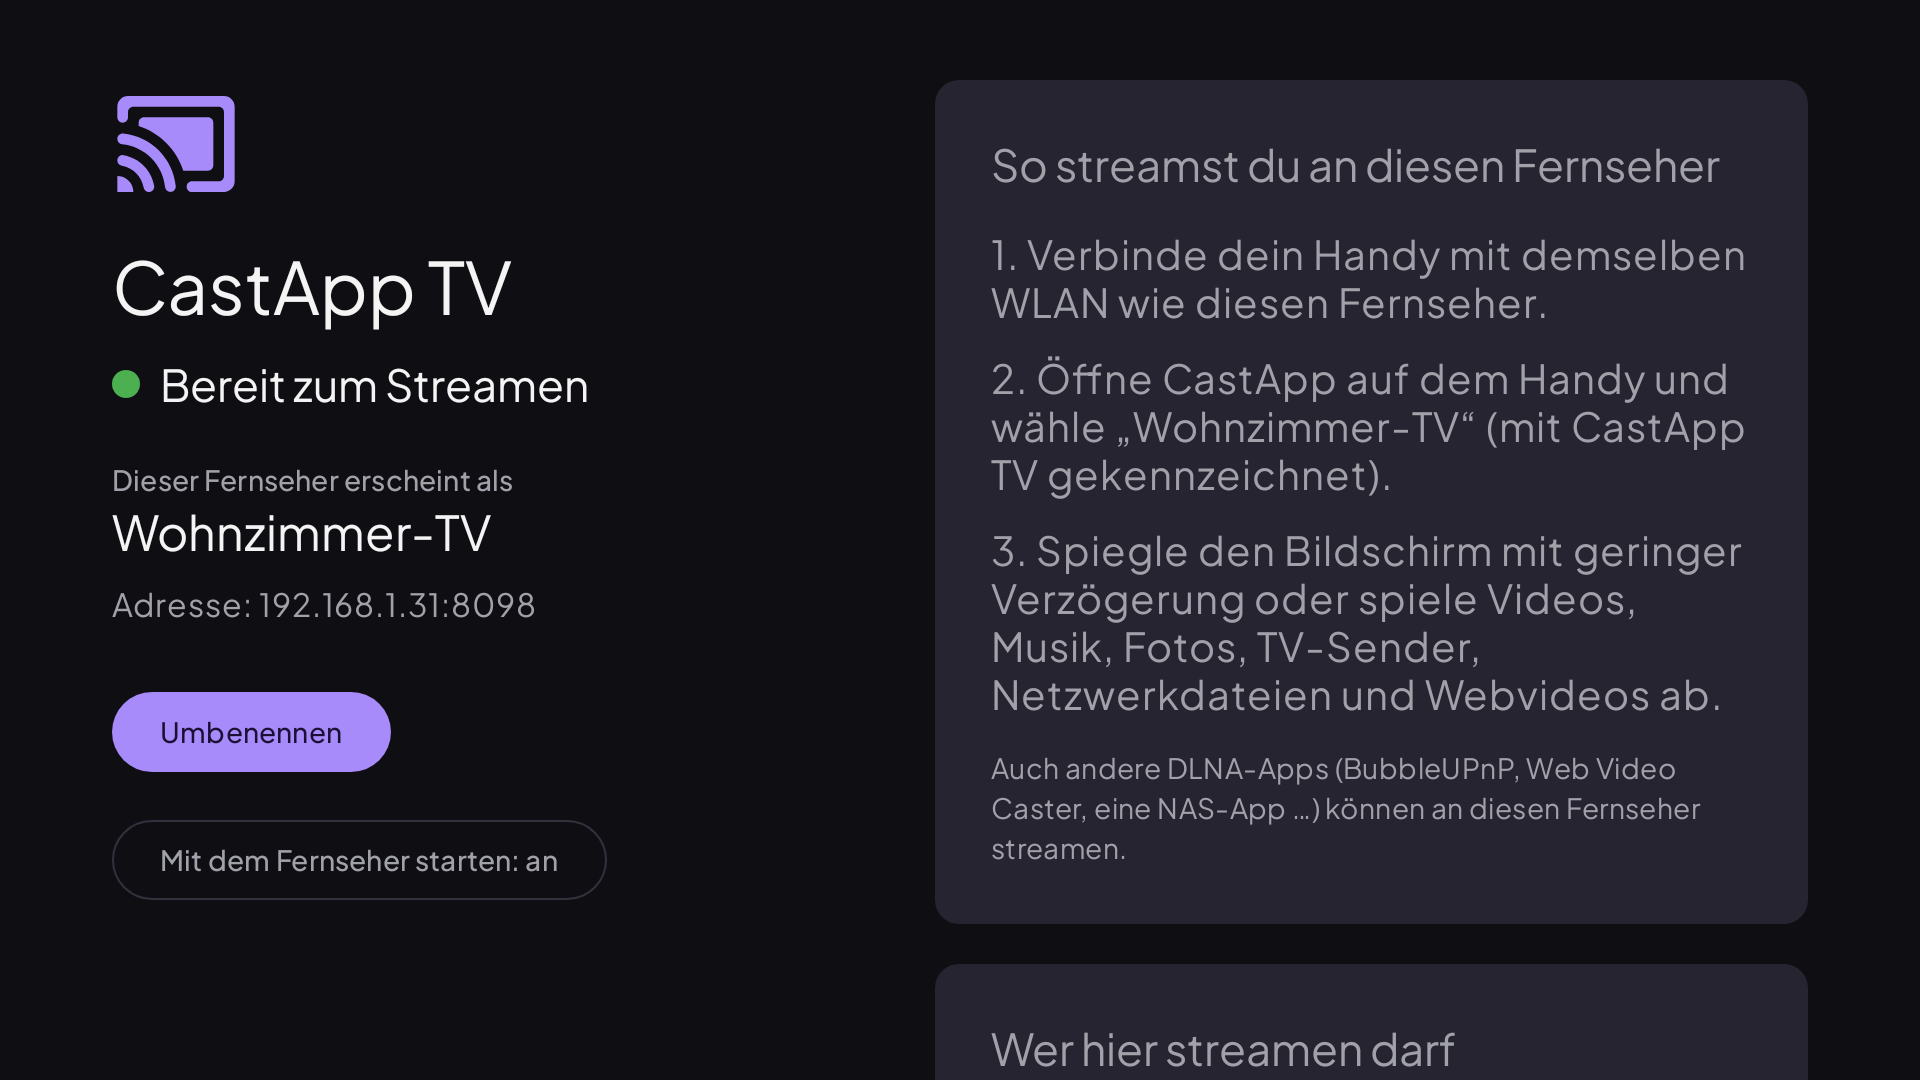 CastApp TV
Bereit zum Streamen
Dieser Fernseher erscheint als
Wohnzimmer-TV
Adresse: 192.168.1.31:8098
Umbenennen
Mit dem Fernseher starten: an
So streamst du an diesen Fernseher
1. Verbinde dein Handy mit demselben
WLAN wie diesen Fernseher.
2. Öffne CastApp auf dem Handy und
wähle „Wohnzimmer-TV“ (mit CastApp
TV gekennzeichnet).
3. Spiegle den Bildschirm mit geringer
Verzögerung oder spiele Videos,
Musik, Fotos, TV-Sender,
Netzwerkdateien und Webvideos ab.
Auch andere DLNA-Apps (BubbleUPnP, Web Video
Caster, eine NAS-App …) können an diesen Fernseher
streamen.
Wer hier streamen darf